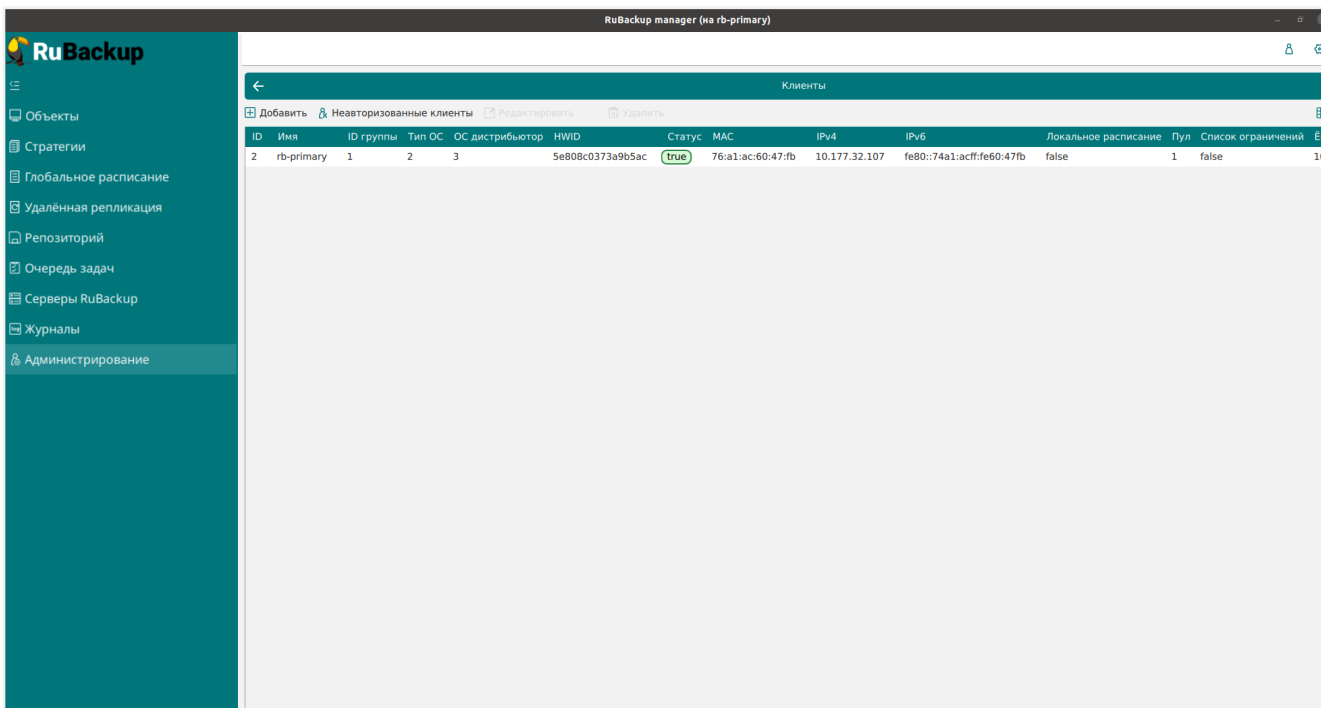 RuBackup manager (на rb-primary)
RuBackup
Клиенты
Объекты
Стратегии
Глобальное расписание
Удалённая репликация
Репозиторий
Очередь задач
Серверы RuBackup
Журналы
Администрирование
Добавить Неавторизованные клиенты Редактировать Удалить
ID Имя ID группы Тип ОС ОС дистрибьютор HWID Статус MAC IPv4 IPv6 Локальное расписание Пул Список ограничений
2 rb-primary 1 2 3 5e808c0373a9b5ac true 76:a1:ac:60:47:fb 10.177.32.107 fe80::74a1:acff:fe60:47fb false 1 false